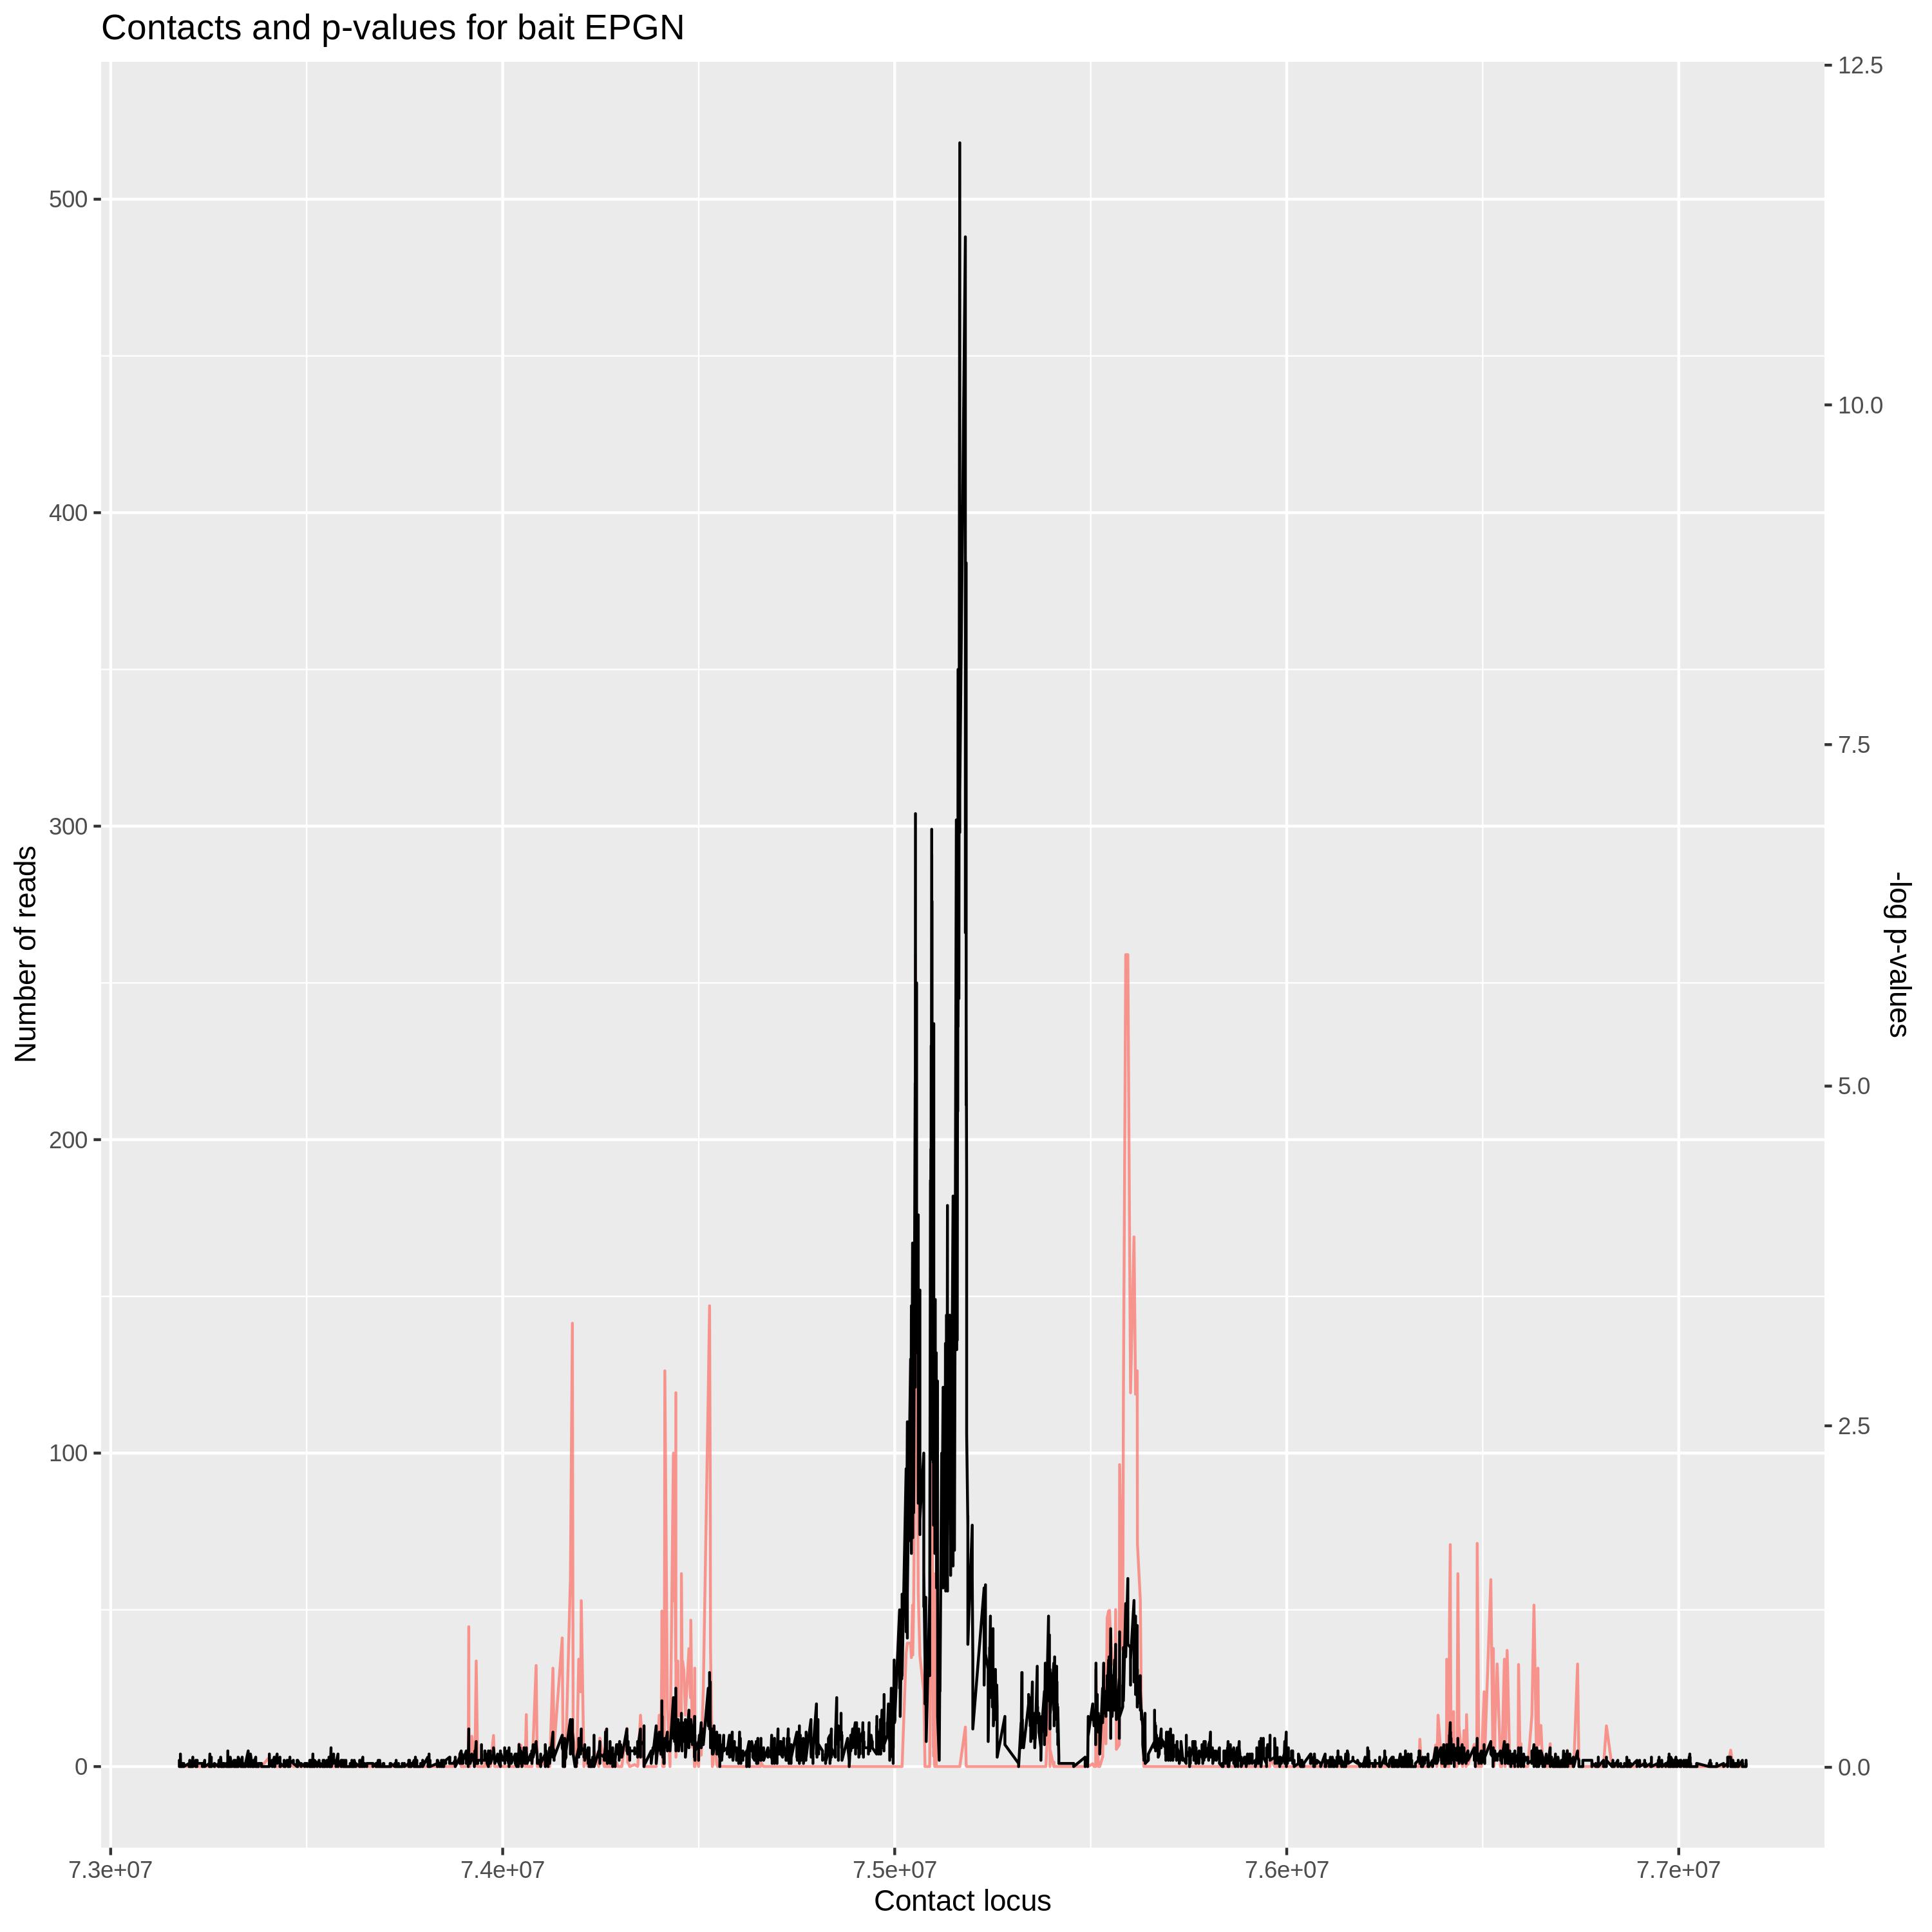 Contacts and p-values for bait EPGN
12.5
10.0
7.5
5.0
2.5
0.0
500
400
300
200
100
0
Number of reads
-log p-values
7.3e+07
7.4e+07
7.5e+07
7.6e+07
7.7e+07
Contact locus